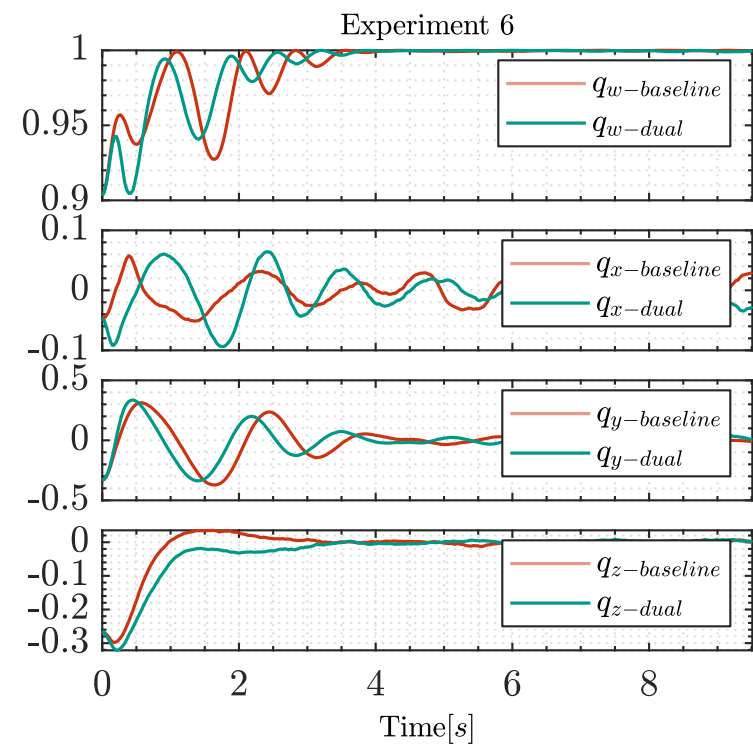 Experiment 6
1
0.95
0.9
q_{w-baseline}
q_{w-dual}
0.1
0
-0.1
q_{x-baseline}
q_{x-dual}
0.5
0
-0.5
q_{y-baseline}
q_{y-dual}
0
-0.1
-0.2
-0.3
q_{z-baseline}
q_{z-dual}
0 2 4 6 8
Time[s]